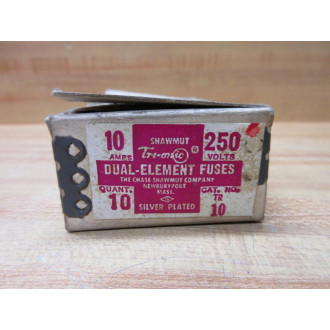 10 AMPS SHAWMUT 250 VOLTS
Tri-onic ®
DUAL-ELEMENT FUSES
THE CHASE-SHAWMUT COMPANY
NEWBURYPORT
MASS.
QUANT. 10
CAT. NO.
TR 10
SILVER PLATED